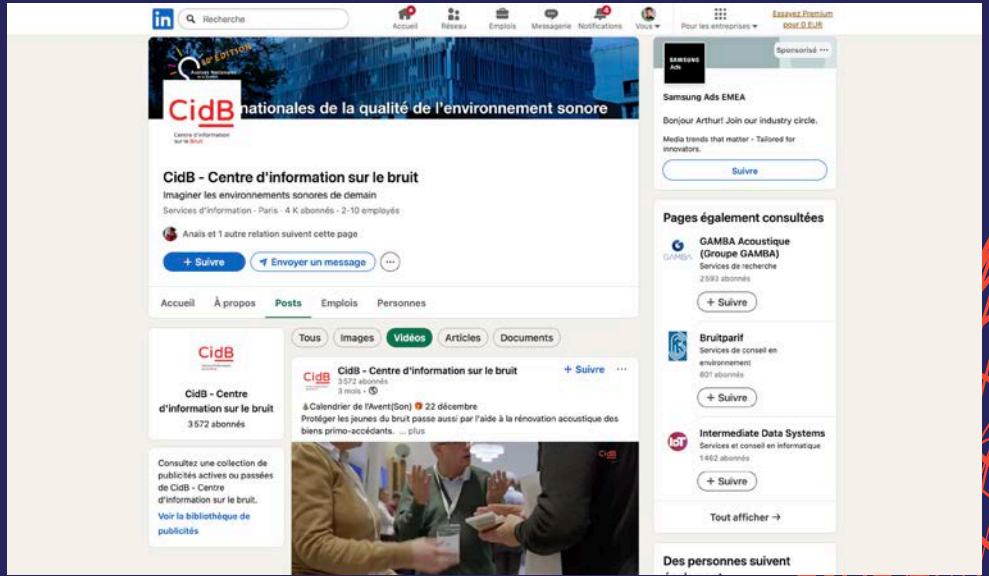 in
Recherche
Accueil
Réseau
Emplois
Messagerie
Notifications
Vous
Pour les entreprises
Essayez Premium
pour 0 EUR
ÉDITION
nationales de la qualité de l'environnement sonore
CidB
Centre d'information
sur le Bruit
CidB - Centre d'information sur le bruit
Imaginer les environnements sonores de demain
Services d'information · Paris · 4 K abonnés · 2-10 employés
Anaïs et 1 autre relation suivent cette page
+ Suivre
Envoyer un message
Accueil
À propos
Posts
Emplois
Personnes
CidB
CidB - Centre
d'information sur le bruit
3 572 abonnés
Consultez une collection de
publicités actives ou passées
de CidB - Centre
d'information sur le bruit.
Voir la bibliothèque de
publicités
Tous
Images
Vidéos
Articles
Documents
CidB
CidB - Centre d'information sur le bruit
+ Suivre
3 572 abonnés
3 mois ·
Calendrier de l'Avent(Son) 22 décembre
Protéger les jeunes du bruit passe aussi par l'aide à la rénovation accoustique des
biens primo-accédants. ... plus
CidB
Sponsorisé
SAMSUNG
Ads
Samsung Ads EMEA
Bonjour Arthur! Join our industry circle.
Media trends that matter - Tailored for
innovators.
Suivre
Pages également consultées
GAMBA
GAMBA Acoustique
(Groupe GAMBA)
Services de recherche
2 593 abonnés
+ Suivre
Bruitparif
Services de conseil en
environnement
801 abonnés
+ Suivre
IoT
Intermediate Data Systems
Services et conseil en informatique
1 462 abonnés
+ Suivre
Tout afficher →
Des personnes suivent